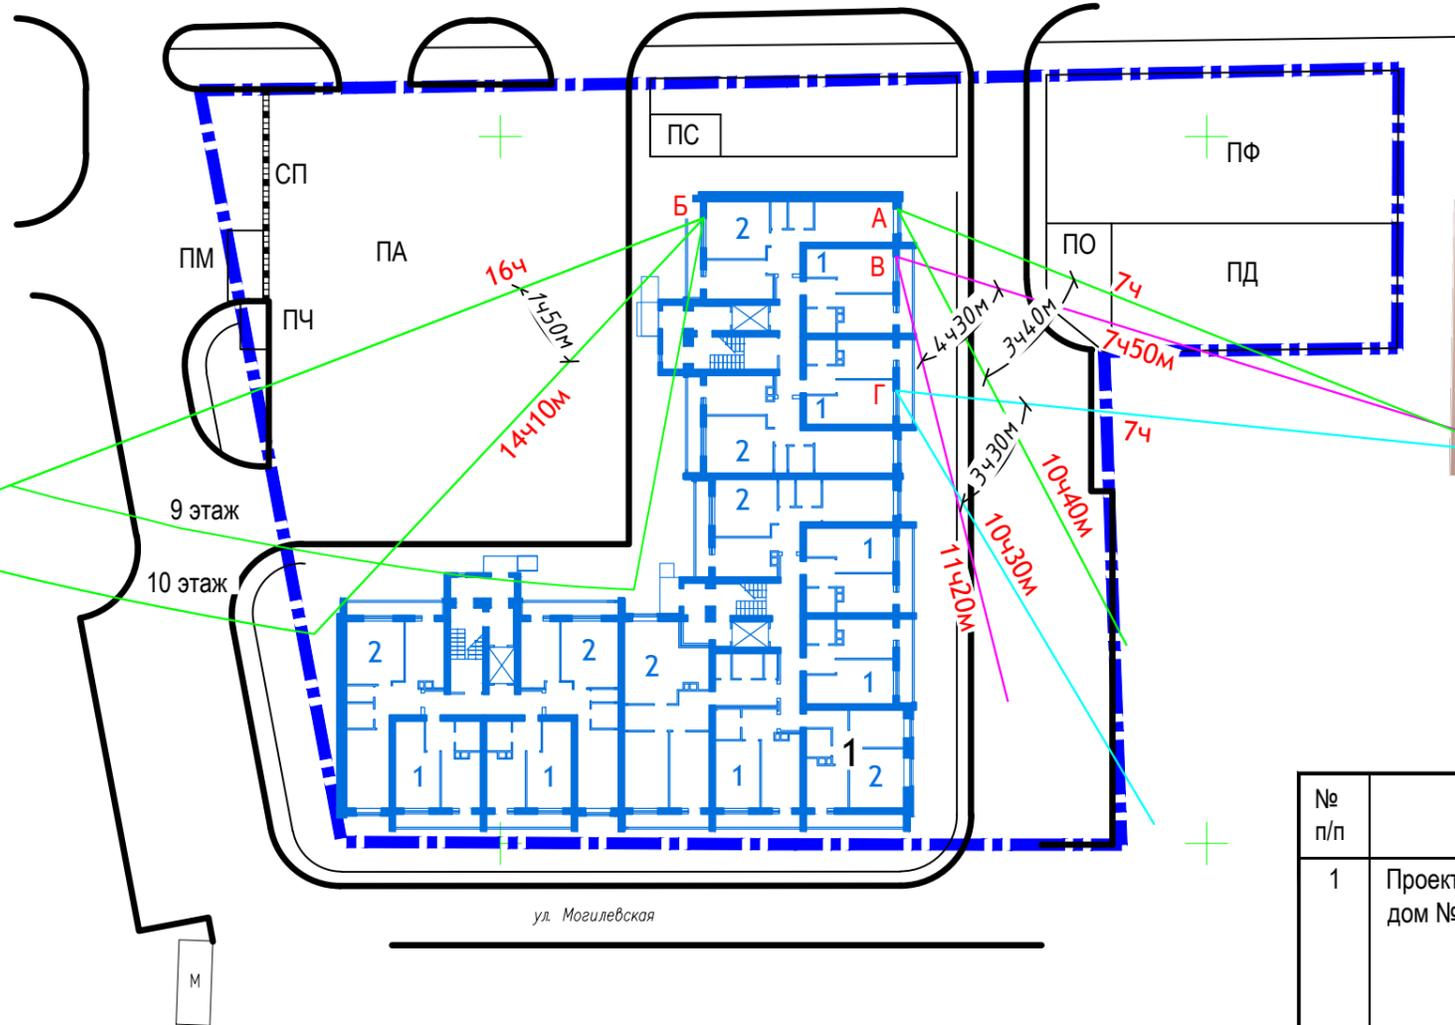 ПС
ПФ
СП
Б
2
А
ПМ
ПА
1
В
ПО
ПД
16ч
7ч
ПЧ
1ч50м
4ч30м
3ч40м
7ч50м
14ч10м
1
Г
7ч
2
3ч30м
10ч40м
9 этаж
2
10ч30м
10 этаж
1
11ч20м
2
2
2
1
1
1
1
1
2
№
п/п
1
Проект
дом №
ул. Могилевская
М